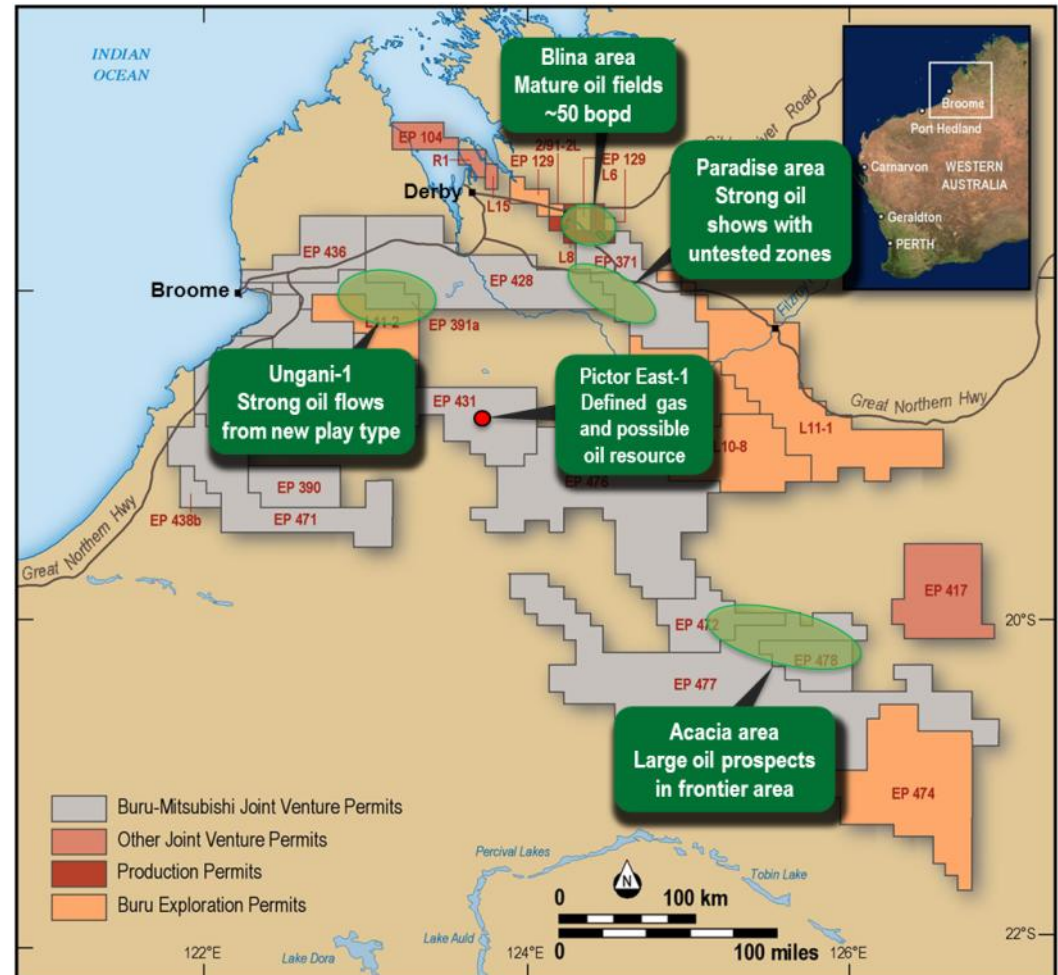 INDIAN
OCEAN
Blina area
Mature oil fields
~50 bopd
River Road
Broome
Port Hedland
Carnarvon
WESTERN
AUSTRALIA
Geraldton
PERTH
EP 104
R1
EP 129
2/91-2L
EP 129
L6
Derby
L15
Paradise area
Strong oil
shows with
untested zones
EP 436
L8
EP 371
EP 428
Broome
L11-2
EP 391a
Ungani-1
Strong oil flows
from new play type
EP 431
Pictor East-1
Defined gas
and possible
oil resource
Great Northern Hwy
L10-8
L11-1
EP 390
EP 476
EP 438b
EP 471
Great Northern Hwy
EP 417
EP 472
20°S
EP 478
EP 477
Acacia area
Large oil prospects
in frontier area
EP 474
Buru-Mitsubishi Joint Venture Permits
Other Joint Venture Permits
Production Permits
Buru Exploration Permits
Percival Lakes
Tobin Lake
N
0 100 km
0 100 miles
Lake Auld
Lake Dora
122°E
124°E
126°E
22°S